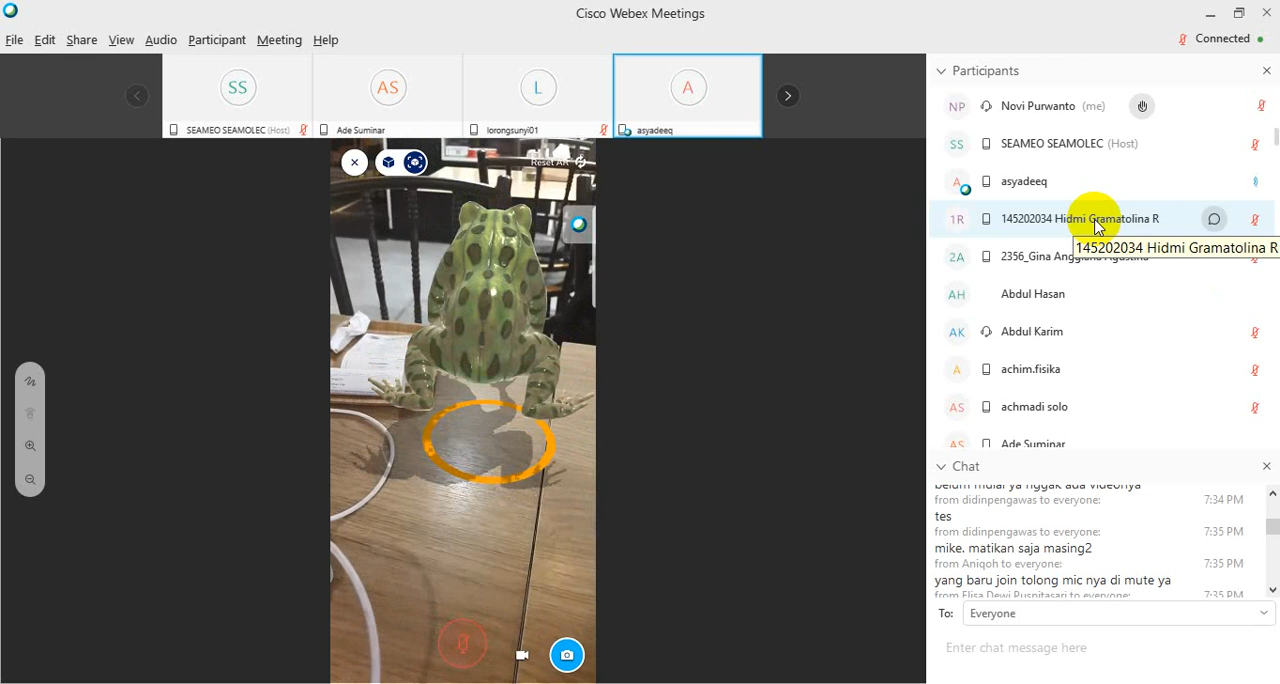 Cisco Webex Meetings
File Edit Share View Audio Participant Meeting Help
Connected
SS
SEAMEO SEAMOLEC (Host)
AS
Ade Suminar
L
lorongsunyi01
A
asyadeeq
Reset AR
Participants
NP Novi Purwanto (me)
SS SEAMEO SEAMOLEC (Host)
A asyadeeq
1R 145202034 Hidmi Gramatolina R
145202034 Hidmi Gramatolina R
2A 2356_Gina
AH Abdul Hasan
AK Abdul Karim
A achim.fisika
AS achmadi solo
AS Ade Suminar
Chat
belum mulai ya nggak ada videonya
from didinpengawas to everyone: 7:34 PM
tes
from didinpengawas to everyone: 7:35 PM
mike. matikan saja masing2
from Aniqoh to everyone: 7:35 PM
yang baru join tolong mic nya di mute ya
from Elisa Dewi Puspitasari to everyone: 7:35 PM
To: Everyone
Enter chat message here